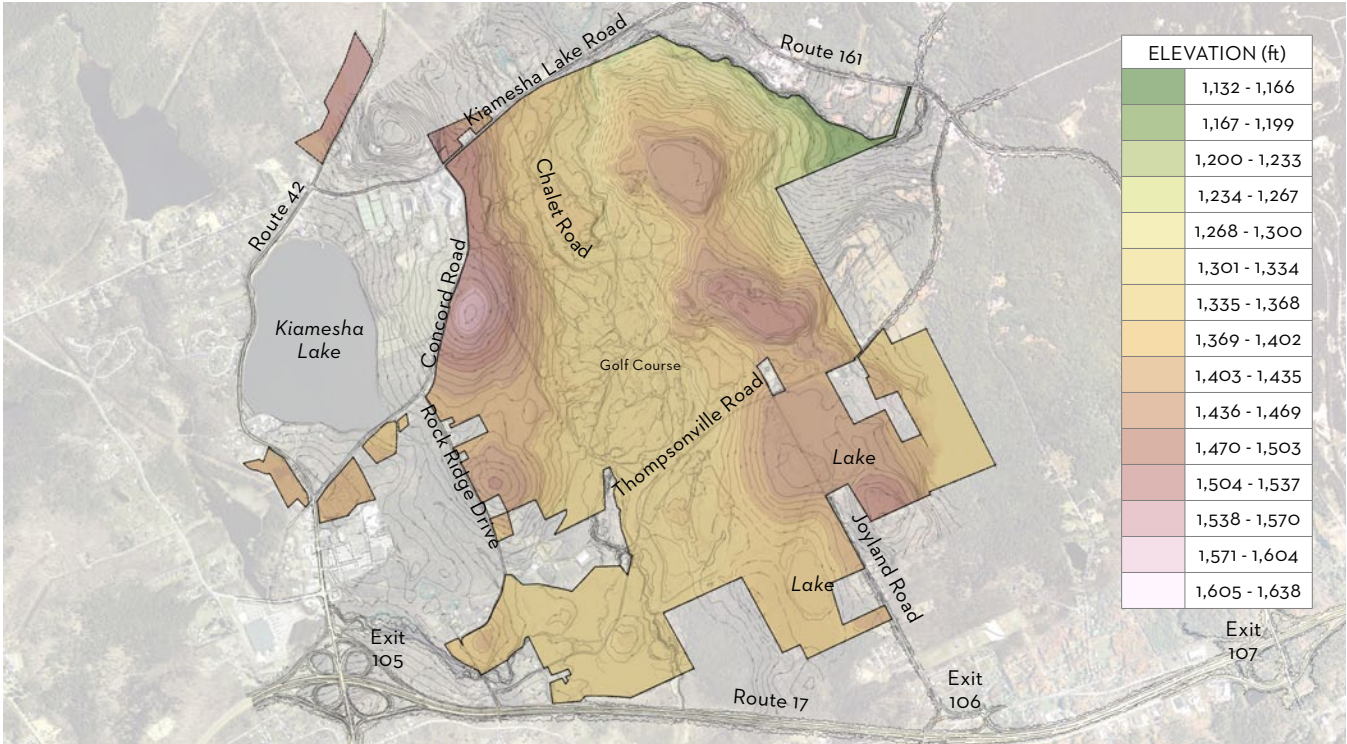 Kiamesha Lake Road
Route 161
ELEVATION (ft)
1,132 - 1,166
1,167 - 1,199
1,200 - 1,233
1,234 - 1,267
1,268 - 1,300
1,301 - 1,334
1,335 - 1,368
1,369 - 1,402
1,403 - 1,435
1,436 - 1,469
1,470 - 1,503
1,504 - 1,537
1,538 - 1,570
1,571 - 1,604
1,605 - 1,638
Route 42
Chalet Road
Concord Road
Kiamesha
Lake
Golf Course
Thompsonville Road
Rock Ridge Drive
Lake
Joyland Road
Lake
Exit
105
Route 17
Exit
106
Exit
107